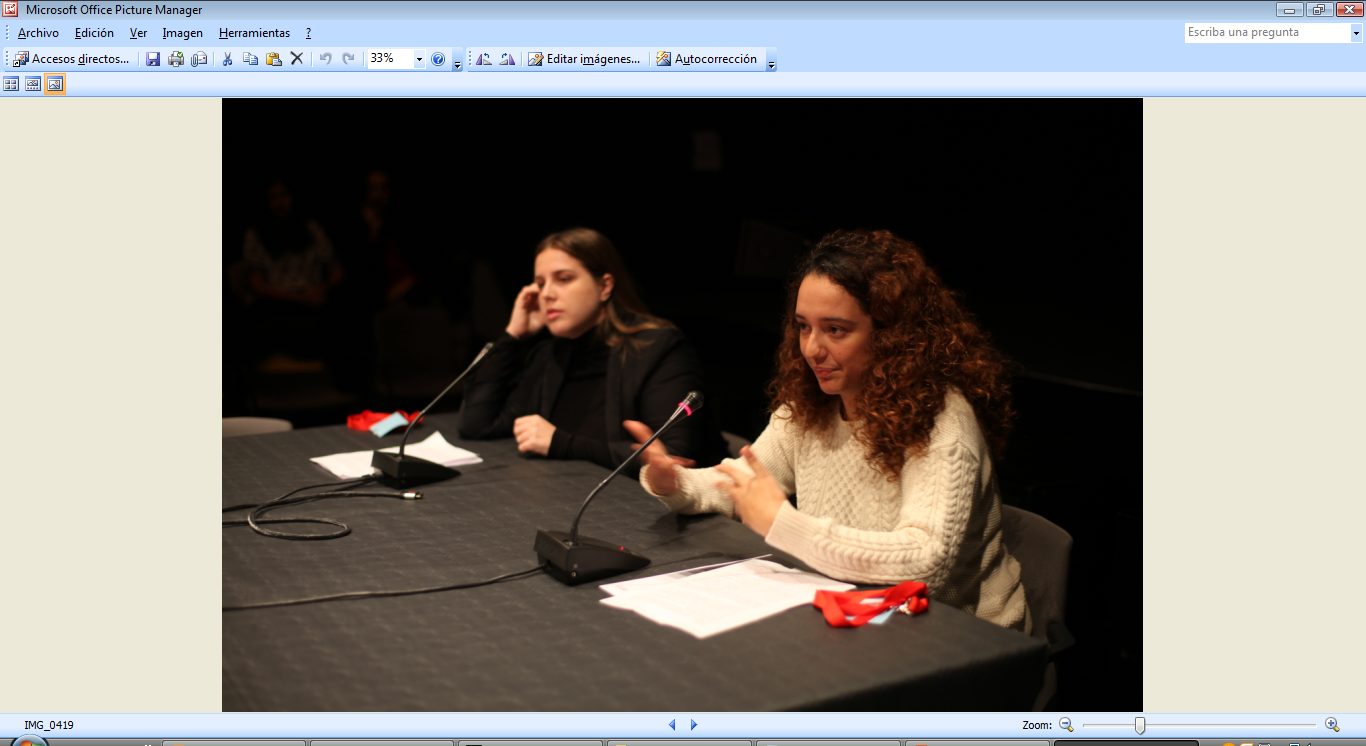 Microsoft Office Picture Manager
Archivo Edición Ver Imagen Herramientas ?
Escriba una pregunta
Accesos directos... 33% Editar imágenes... Autocorrección
IMG_0419
Zoom: